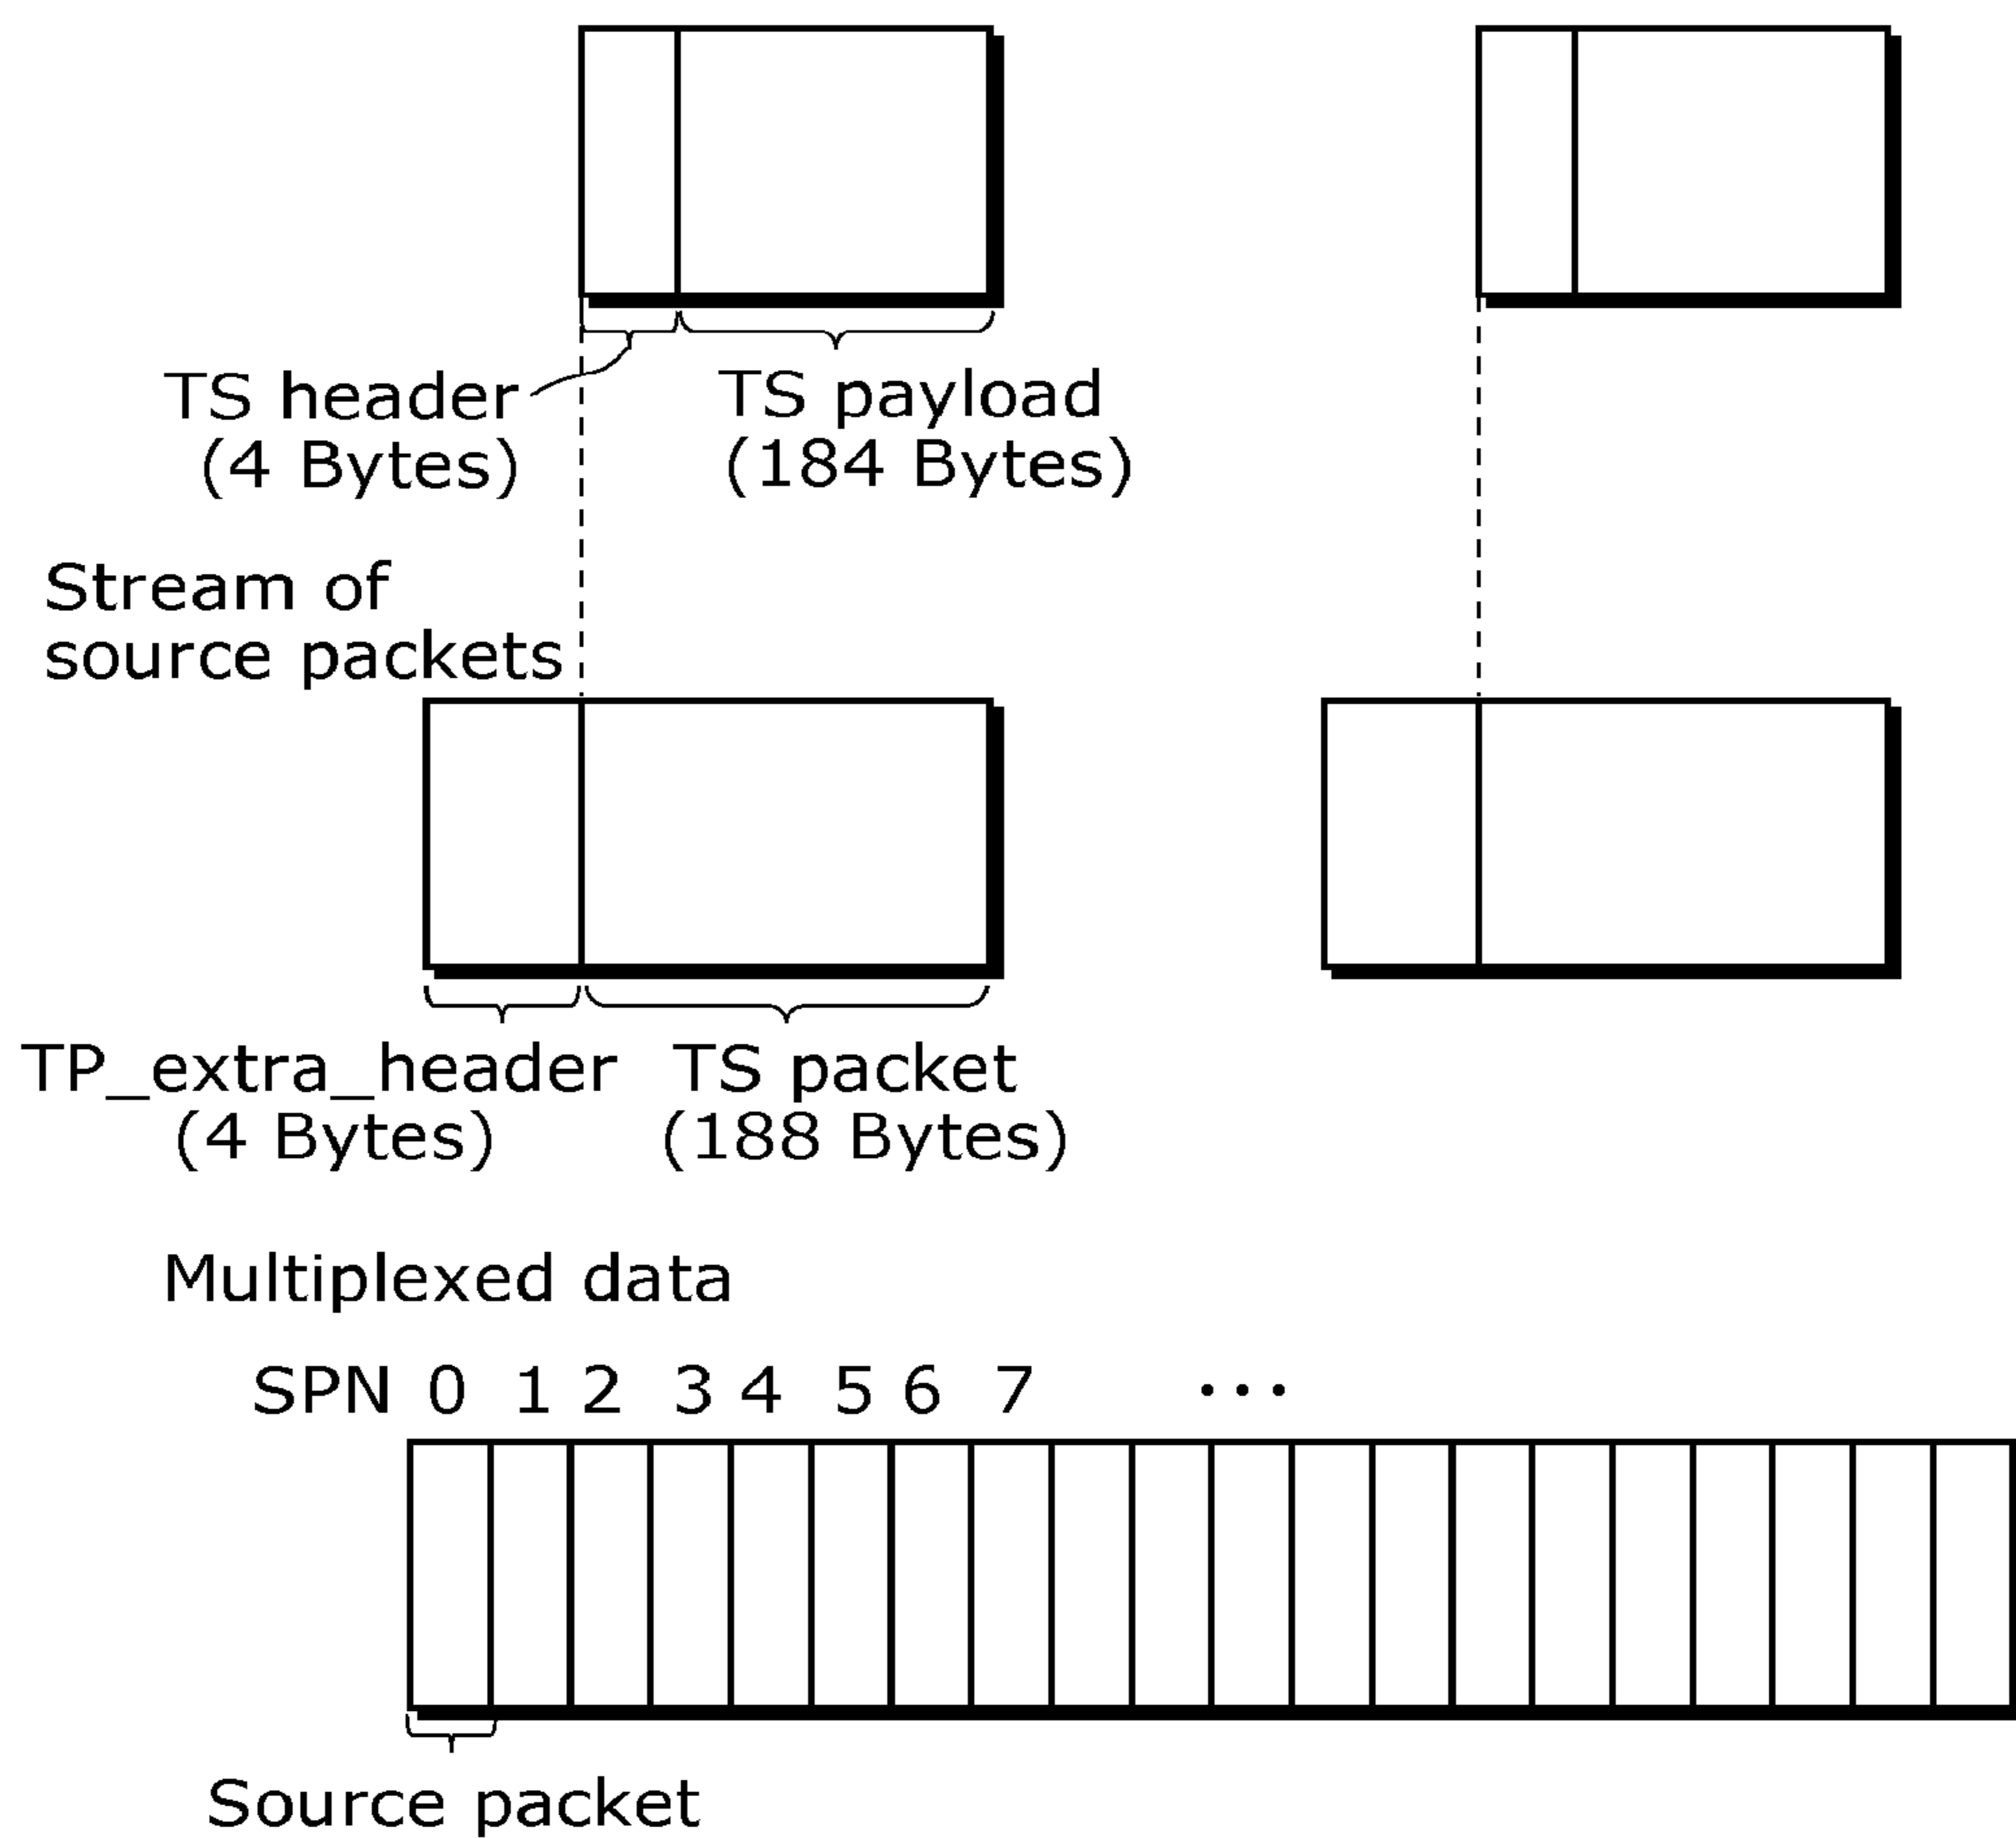 TS header
(4 Bytes)
TS payload
(184 Bytes)
Stream of
source packets
TP_extra_header
(4 Bytes)
TS packet
(188 Bytes)
Multiplexed data
SPN 0 1 2 3 4 5 6 7 ...
Source packet